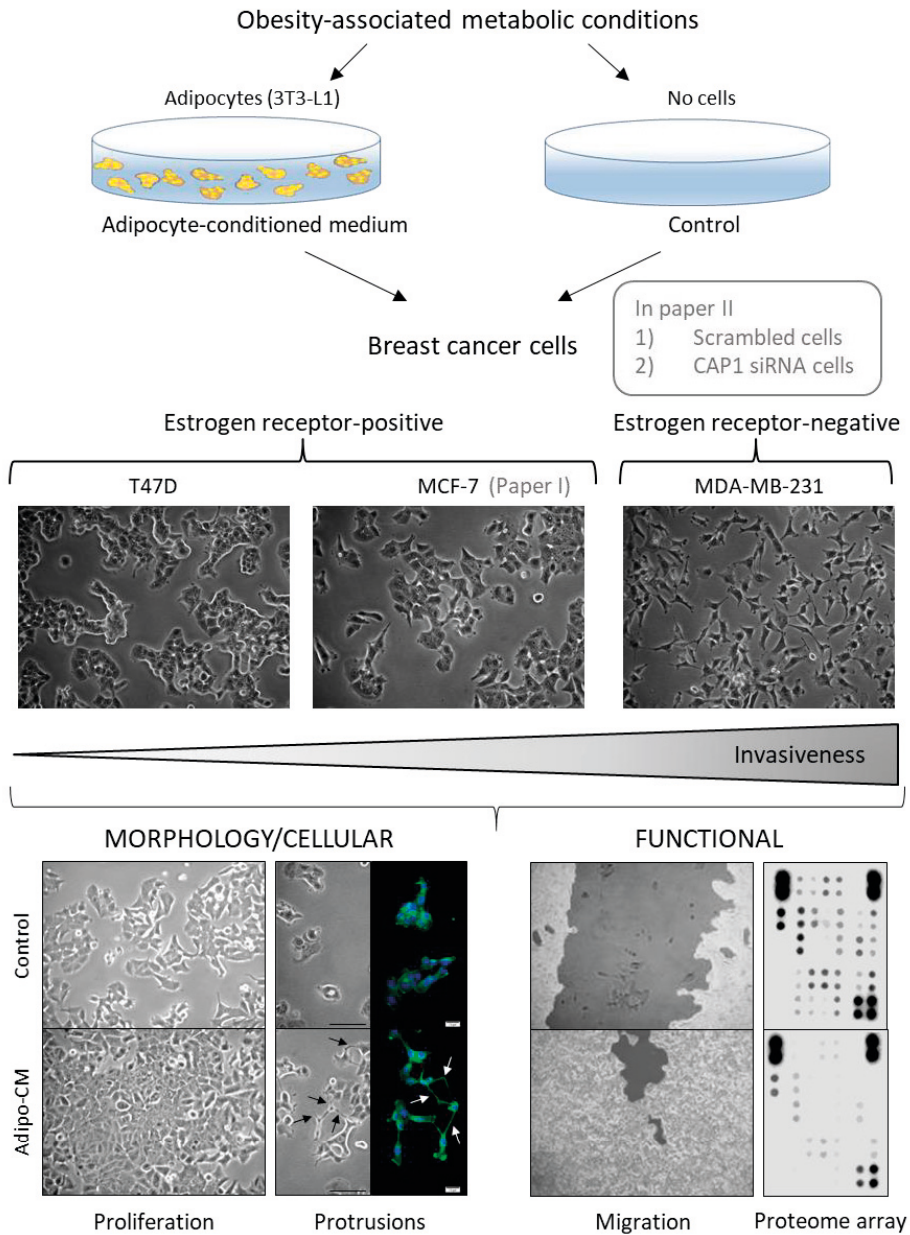 Obesity-associated metabolic conditions
Adipocytes (3T3-L1)
No cells
Adipocyte-conditioned medium
Control
In paper II
1) Scrambled cells
2) CAP1 siRNA cells
Breast cancer cells
Estrogen receptor-positive
Estrogen receptor-negative
T47D
MCF-7 (Paper I)
MDA-MB-231
Invasiveness
MORPHOLOGY/CELLULAR
FUNCTIONAL
Control
Adipo-CM
Proliferation
Protrusions
Migration
Proteome array